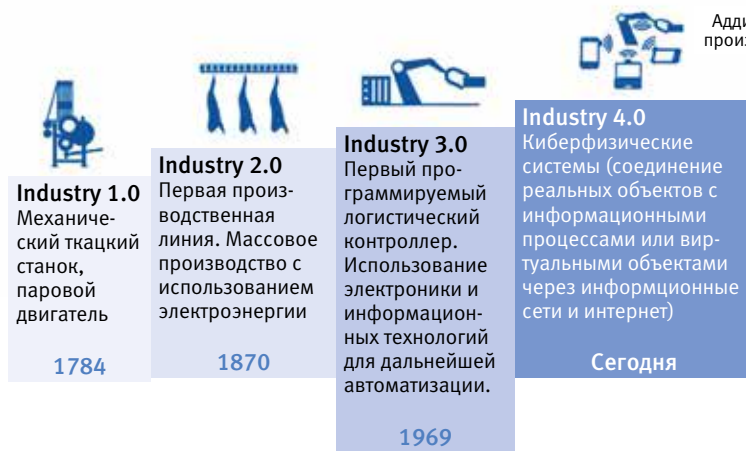 Industry 1.0
Механиче-
ский ткацкий
станок,
паровой
двигатель
1784
Industry 2.0
Первая произ-
водственная
линия. Массовое
производство с
использованием
электроэнергии
1870
Industry 3.0
Первый про-
граммируемый
логистический
контроллер.
Использование
электроники и
информацион-
ных технологий
для дальнейшей
автоматизации.
1969
Industry 4.0
Киберфизические
системы (соединение
реальных объектов с
информационными
процессами или вир-
туальными объектами
через информционные
сети и интернет)
Сегодня